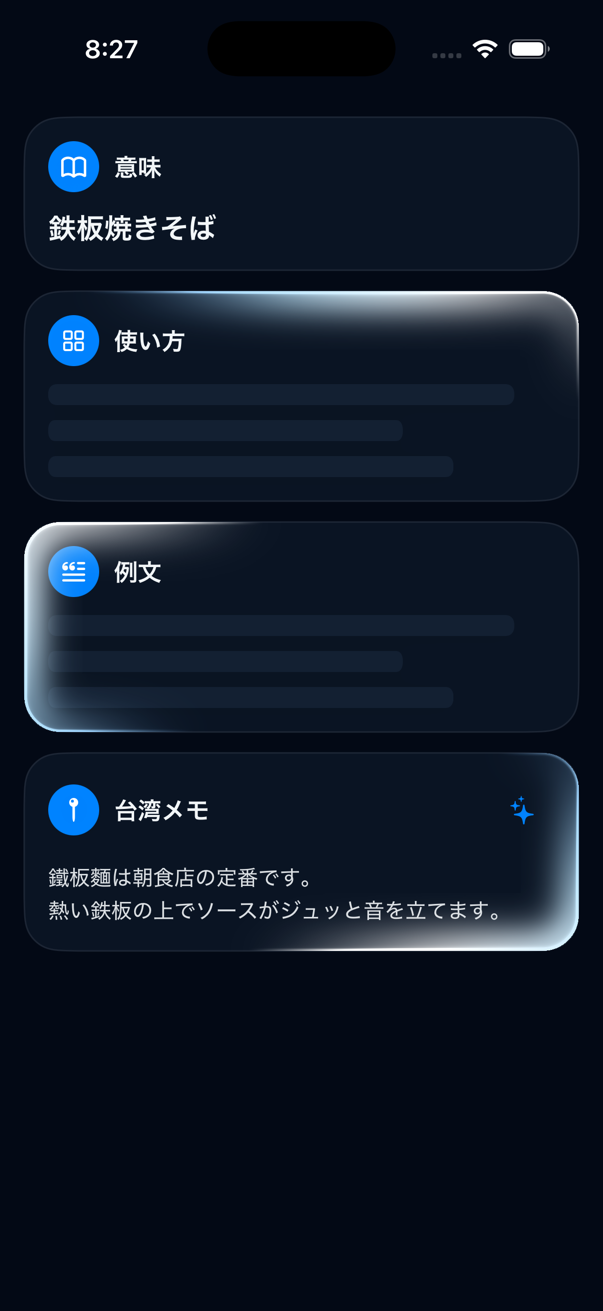 8:27
意味
鉄板焼きそば
使い方
例文
台湾メモ
鐵板麵は朝食店の定番です。
熱い鉄板の上でソースがジュッと音を立てます。